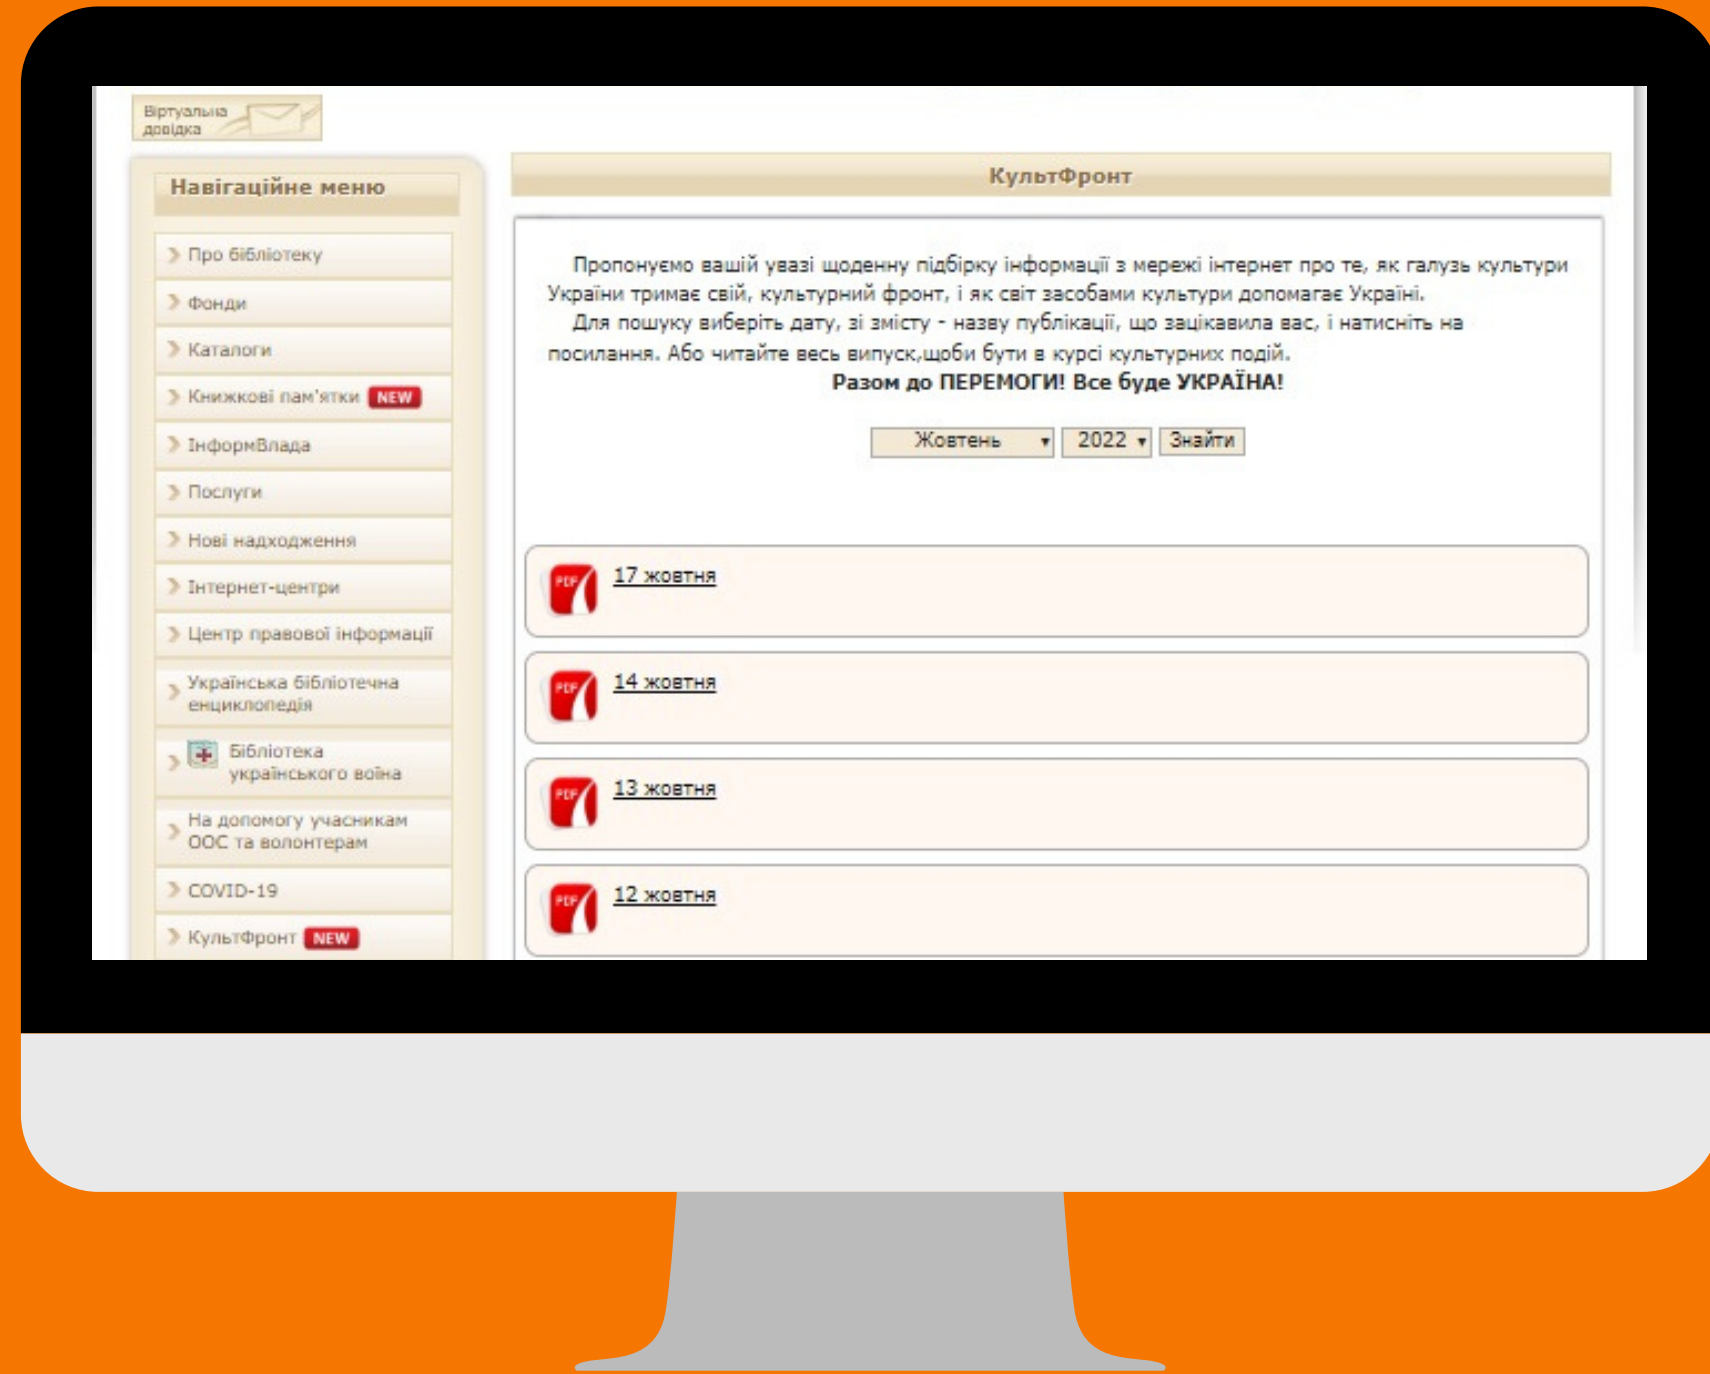 Віртуальна
довідка
Навігаційне меню
Про бібліотеку
Фонди
Каталоги
Книжкові пам'ятки NEW
ІнформВлада
Послуги
Нові надходження
Інтернет-центри
Центр правової інформації
Українська бібліотечна
енциклопедія
Бібліотека
українського воїна
На допомогу учасникам
ООС та волонтерам
COVID-19
КультФронт NEW
КультФронт
Пропонуємо вашій увазі щоденну підбірку інформації з мережі інтернет про те, як галузь культури
України тримає свій, культурний фронт, і як світ засобами культури допомагає Україні.
Для пошуку виберіть дату, зі змісту - назву публікації, що зацікавила вас, і натисніть на
посилання. Або читайте весь випуск,щоби бути в курсі культурних подій.
Разом до ПЕРЕМОГИ! Все буде УКРАЇНА!
Жовтень 2022 Знайти
PDF 17 жовтня
PDF 14 жовтня
PDF 13 жовтня
PDF 12 жовтня